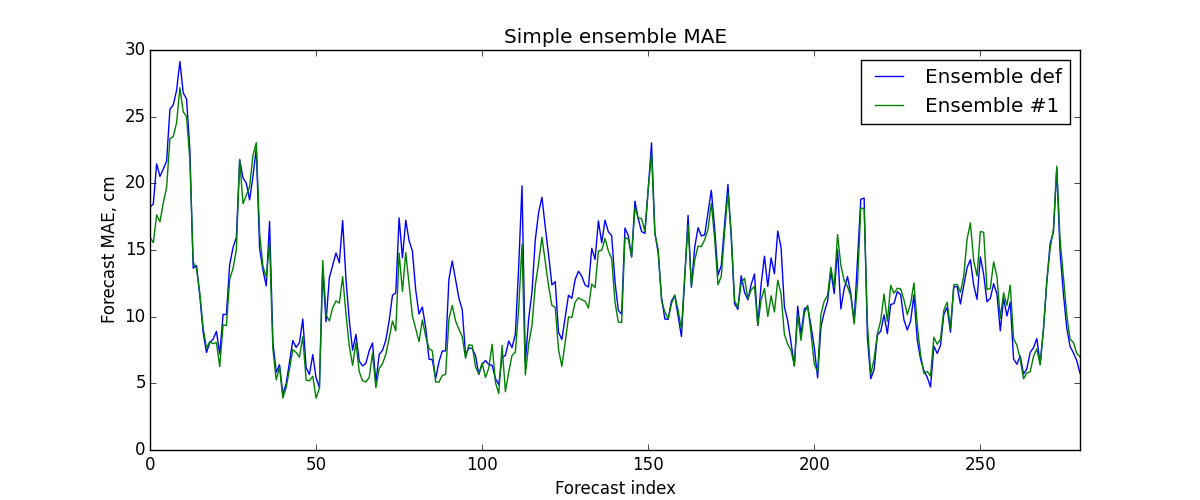 Simple ensemble MAE
30
25
20
15
10
5
0
Forecast MAE, cm
Ensemble def
Ensemble #1
0 50 100 150 200 250
Forecast index